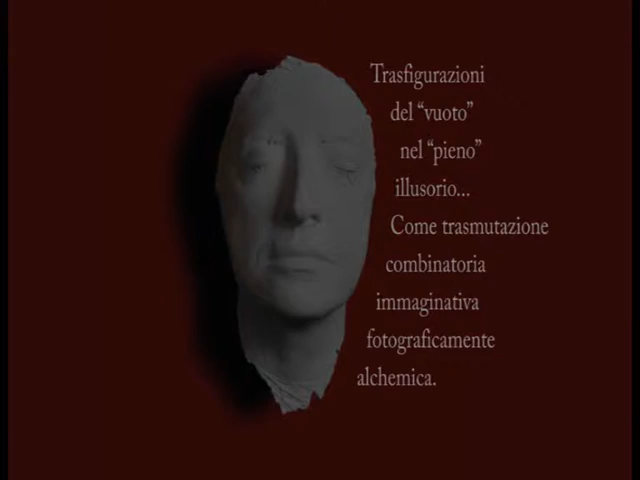 Trasfigurazioni
del “vuoto”
nel “pieno”
illusorio...
Come trasmutazione
combinatoria
immaginativa
fotograficamente
alchemica.